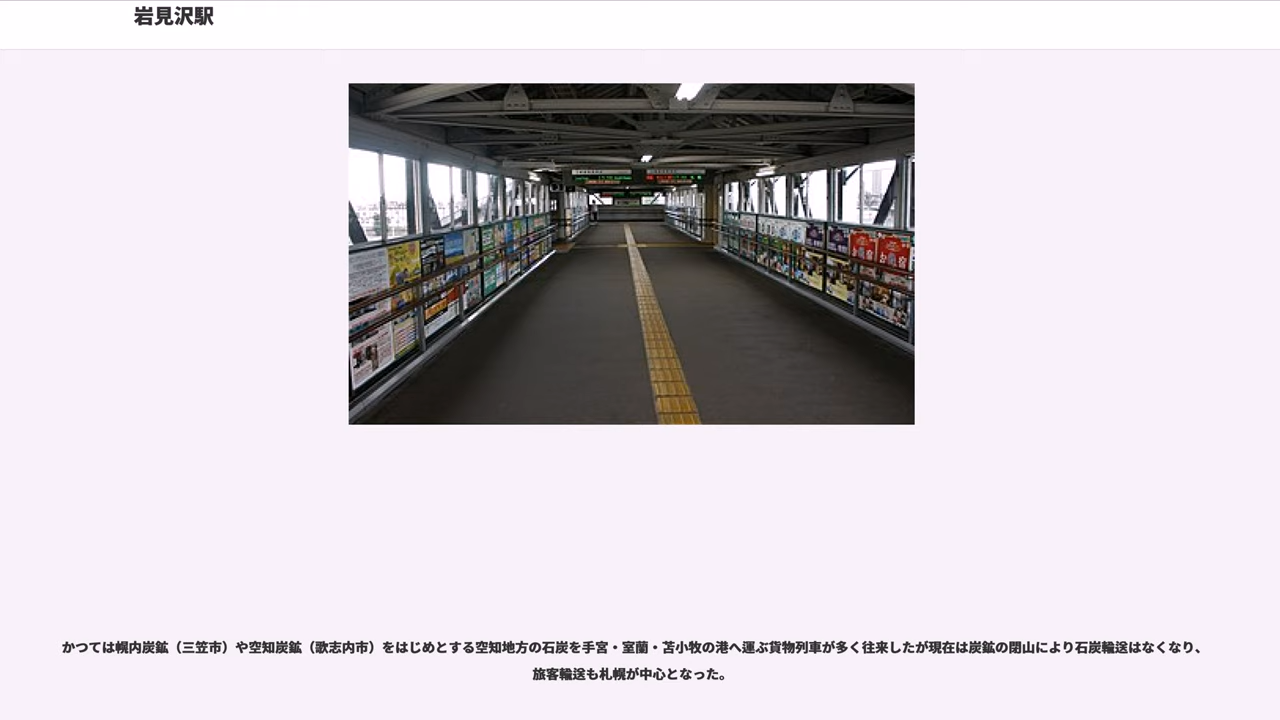 岩見沢駅
かつては幌内炭鉱（三笠市）や空知炭鉱（歌志内市）をはじめとする空知地方の石炭を手宮・室蘭・苫小牧の港へ運ぶ貨物列車が多く往来したが現在は炭鉱の閉山により石炭輸送はなくなり、
旅客輸送も札幌が中心となった。